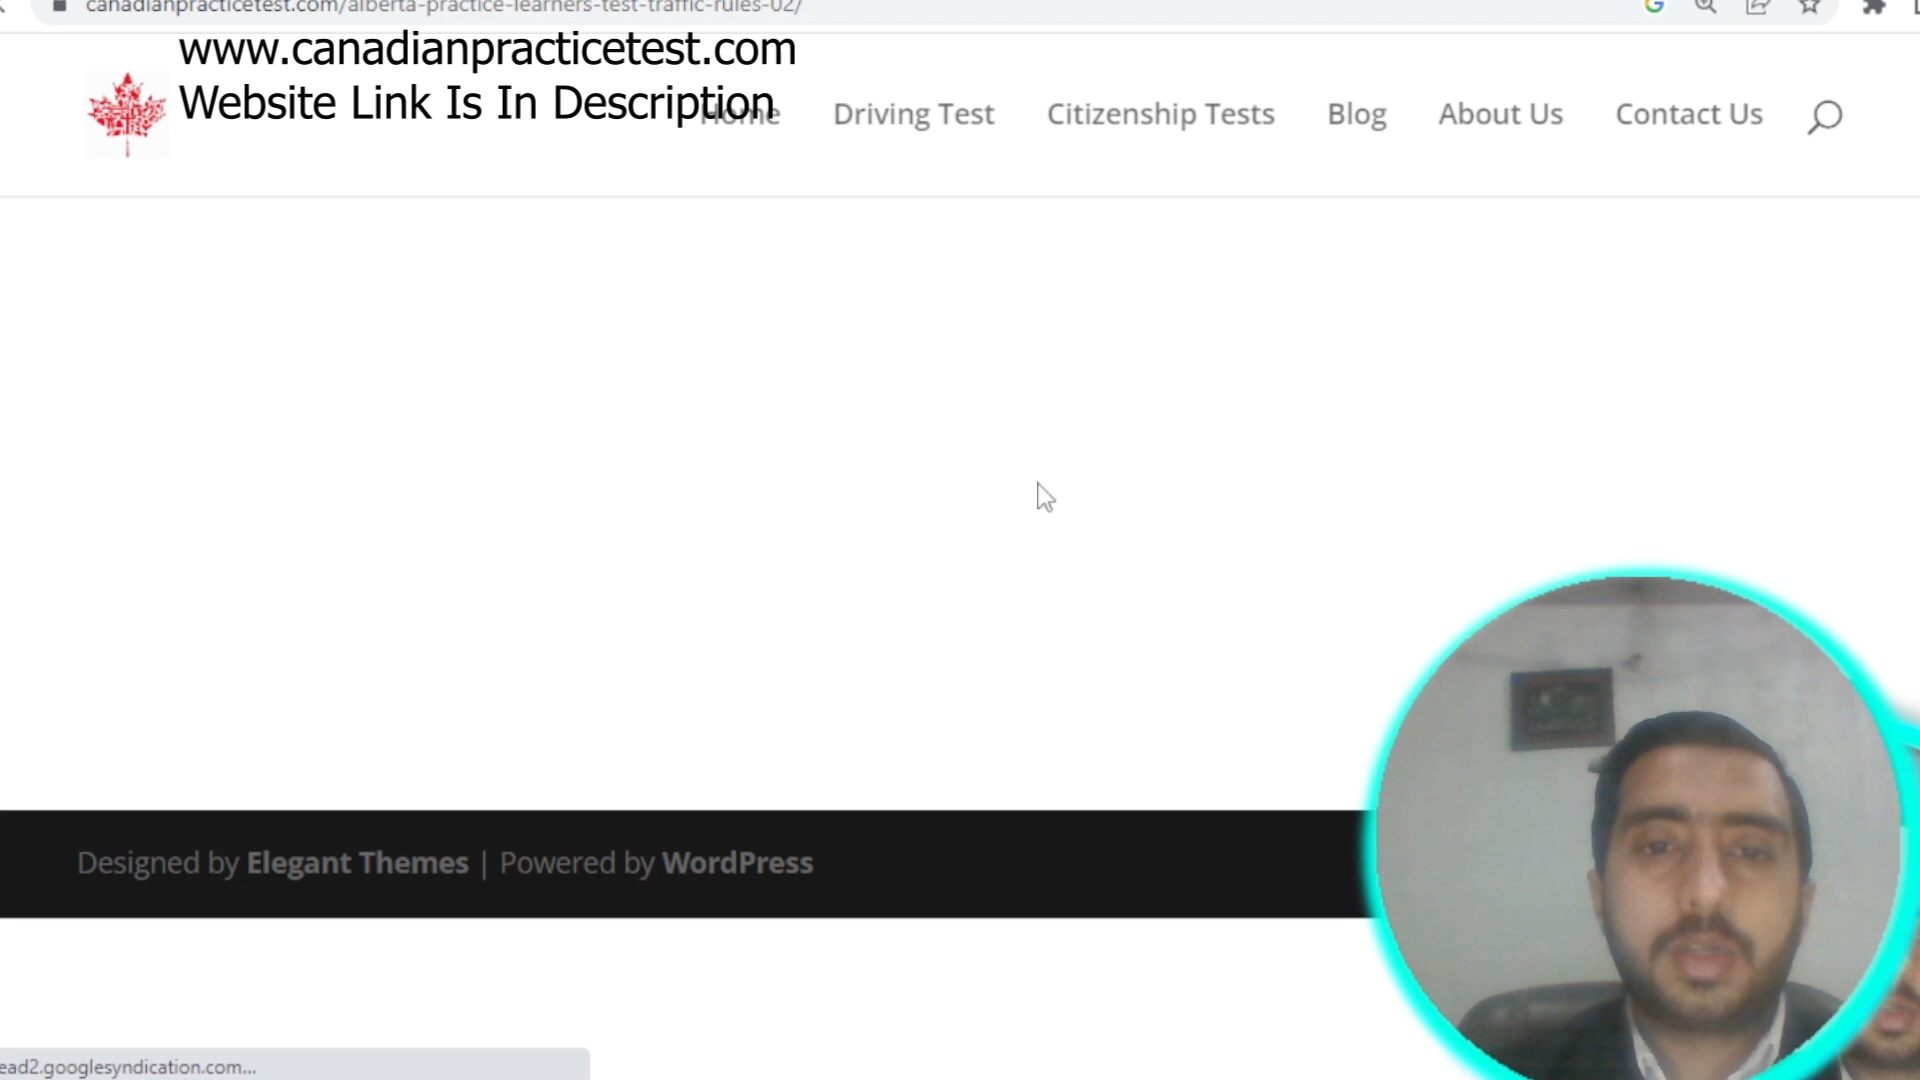 canadianpracticetest.com/alberta-practice-learners-test-traffic-rules-02/
www.canadianpracticetest.com
Website Link Is In Description
Home Driving Test Citizenship Tests Blog About Us Contact Us
Designed by Elegant Themes | Powered by WordPress
ead2.googlesyndication.com...